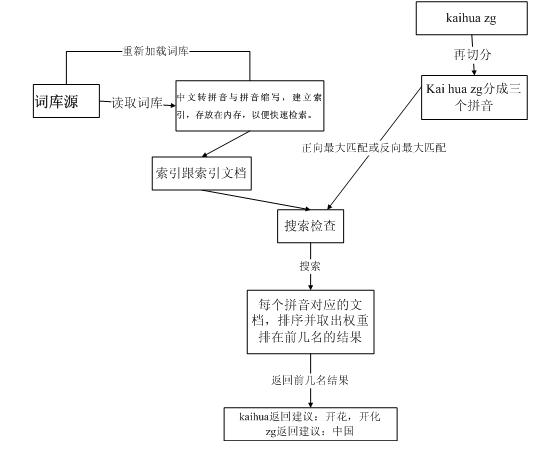 kaihua zg
重新加载词库
再切分
词库源
读取词库
中文转拼音与拼音缩写，建立索
引，存放在内存，以便快速检索。
Kai hua zg分成三
个拼音
正向最大匹配或反向最大匹配
索引跟索引文档
搜索检查
搜索
每个拼音对应的文
档，排序并取出权重
排在前几名的结果
返回前几名结果
kaihua返回建议：开花，开化
zg返回建议：中国